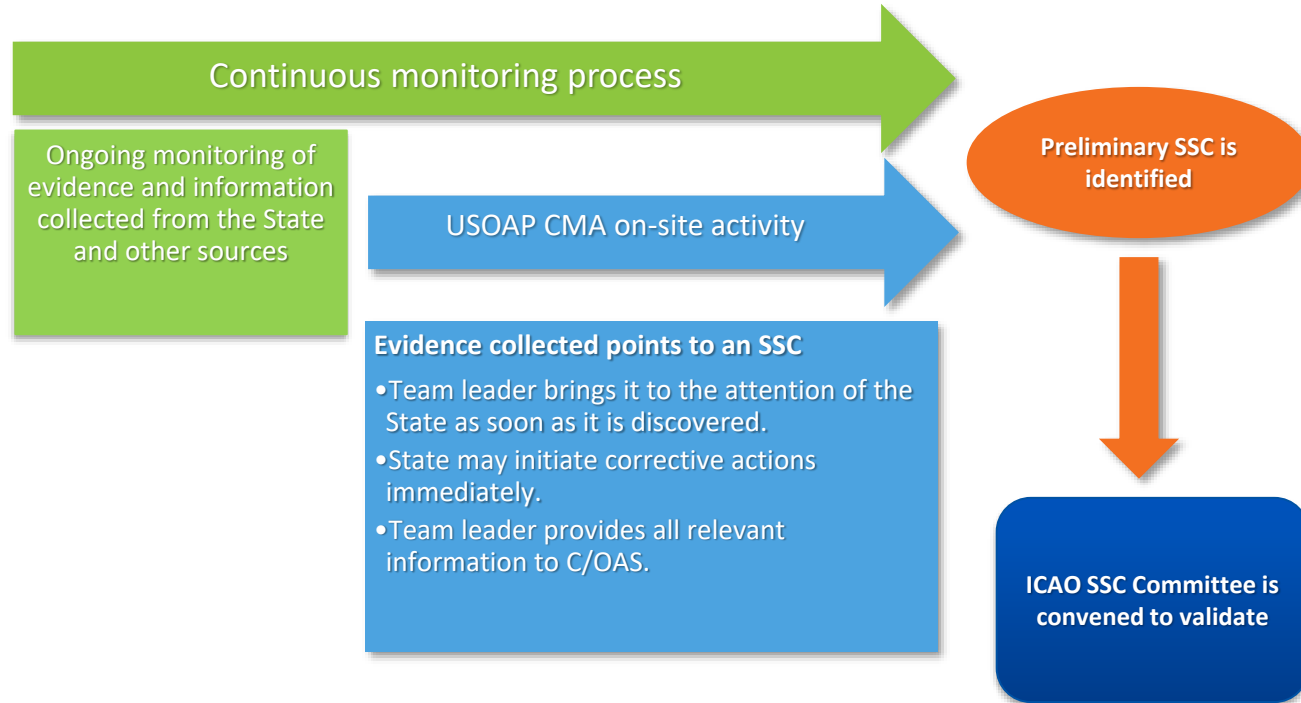 Continuous monitoring process
Ongoing monitoring of
evidence and information
collected from the State
and other sources
USOAP CMA on-site activity
Preliminary SSC is
identified
Evidence collected points to an SSC
•Team leader brings it to the attention of the
State as soon as it is discovered.
•State may initiate corrective actions
immediately.
•Team leader provides all relevant
information to C/OAS.
ICAO SSC Committee is
convened to validate